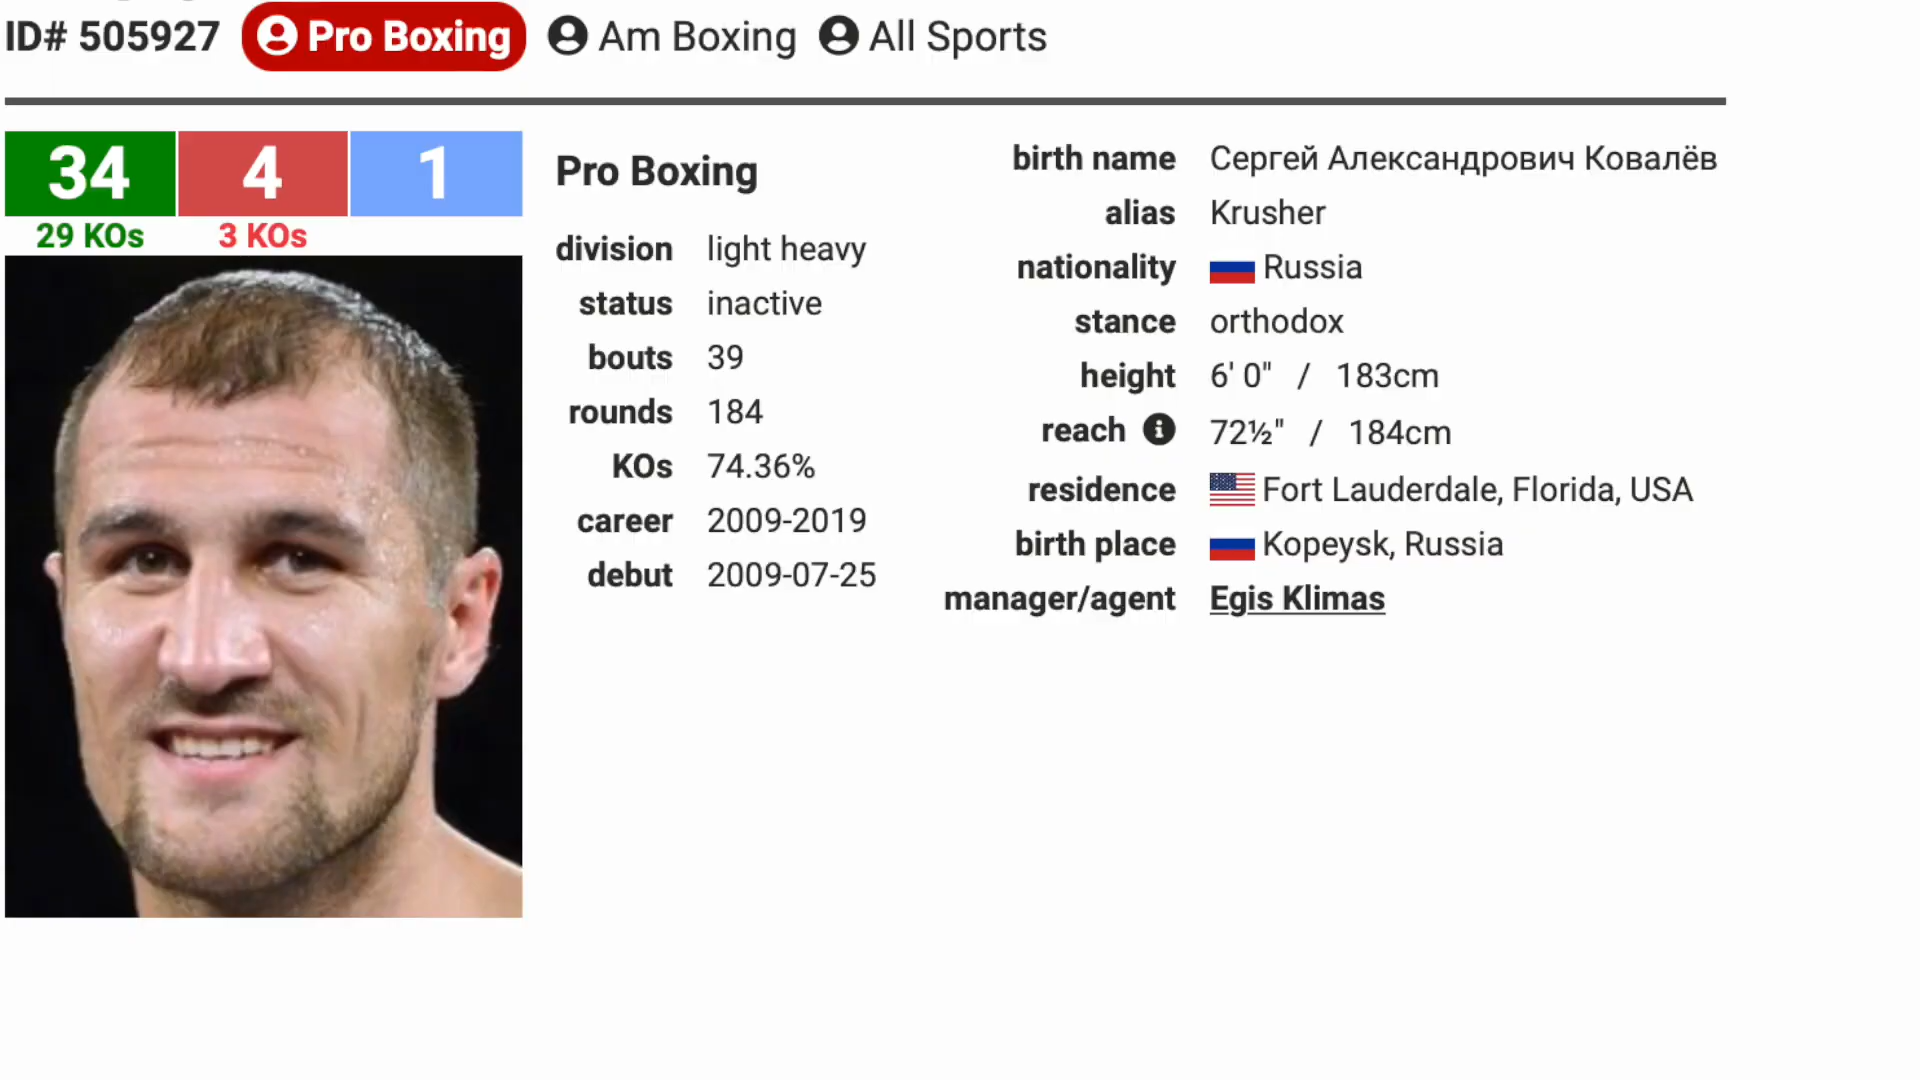 ID# 505927 Pro Boxing Am Boxing All Sports
34 4 1
29 KOs 3 KOs
Pro Boxing
division light heavy
status inactive
bouts 39
rounds 184
KOs 74.36%
career 2009-2019
debut 2009-07-25
birth name Сергей Александрович Ковалёв
alias Krusher
nationality Russia
stance orthodox
height 6' 0" / 183cm
reach 72½" / 184cm
residence Fort Lauderdale, Florida, USA
birth place Kopeysk, Russia
manager/agent Egis Klimas